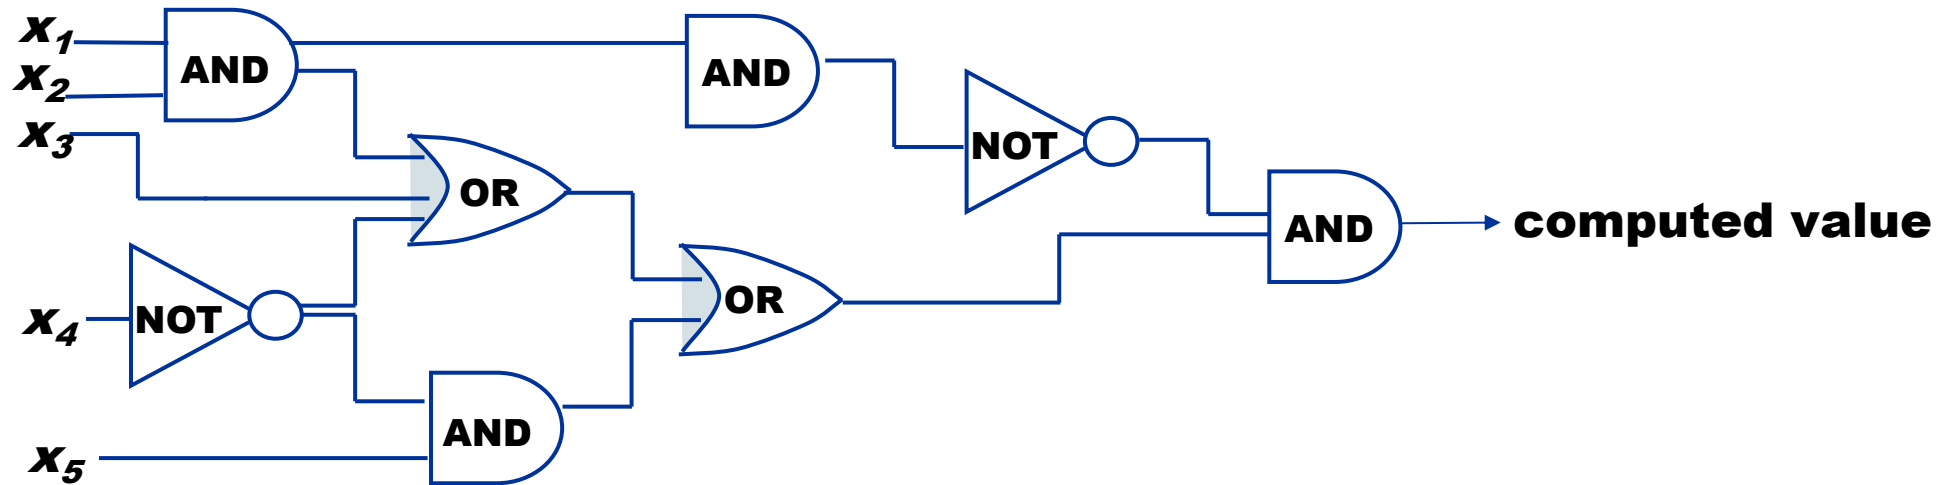 x₁
AND
AND
x₂
x₃
NOT
OR
AND
computed value
OR
x₄
NOT
AND
x₅